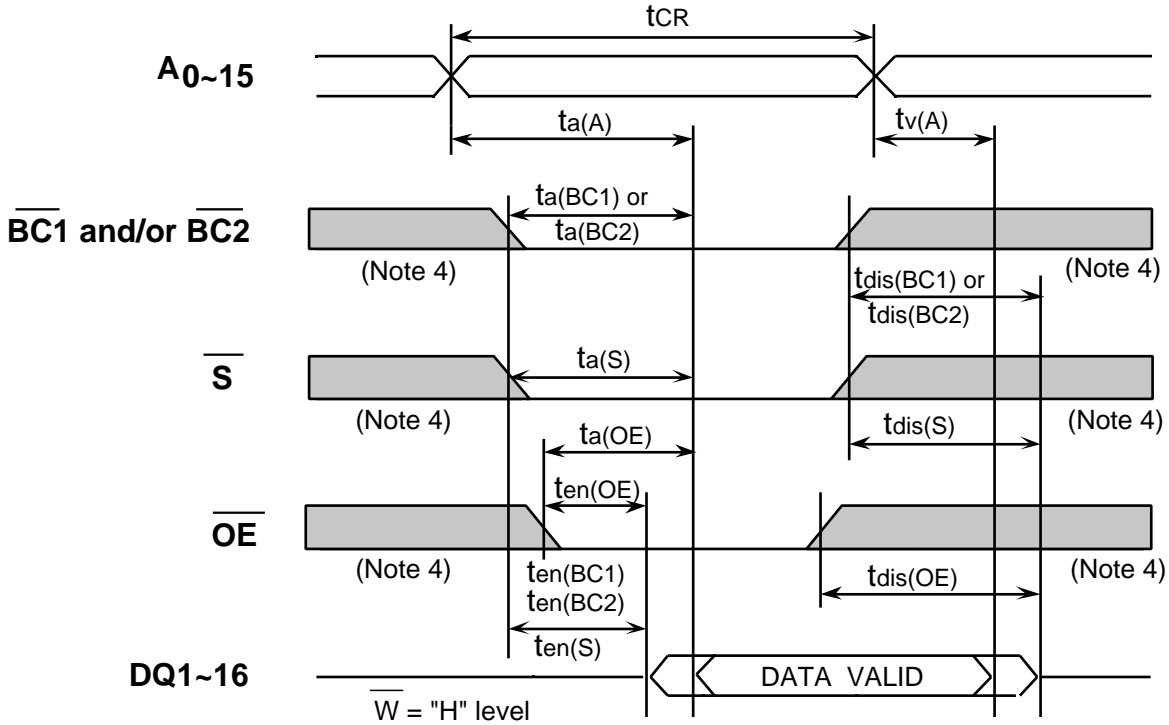 tCR
A0~15
ta(A)
tv(A)
BC1 and/or BC2
ta(BC1) or
ta(BC2)
(Note 4)
(Note 4)
tdis(BC1) or
tdis(BC2)
S
ta(S)
(Note 4)
(Note 4)
tdis(S)
ta(OE)
ten(OE)
OE
(Note 4)
(Note 4)
ten(BC1)
ten(BC2)
tdis(OE)
ten(S)
DQ1~16
DATA VALID
W = "H" level